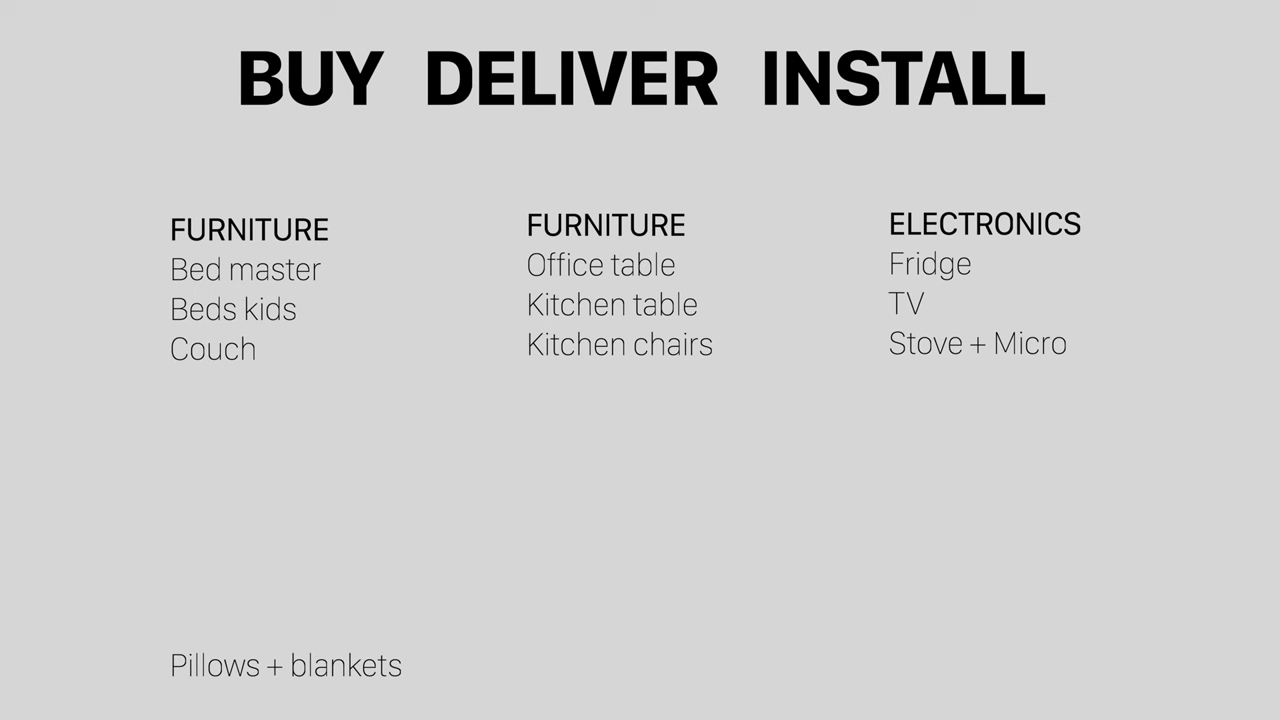 BUY DELIVER INSTALL
FURNITURE
Bed master
Beds kids
Couch
FURNITURE
Office table
Kitchen table
Kitchen chairs
ELECTRONICS
Fridge
TV
Stove + Micro
Pillows + blankets